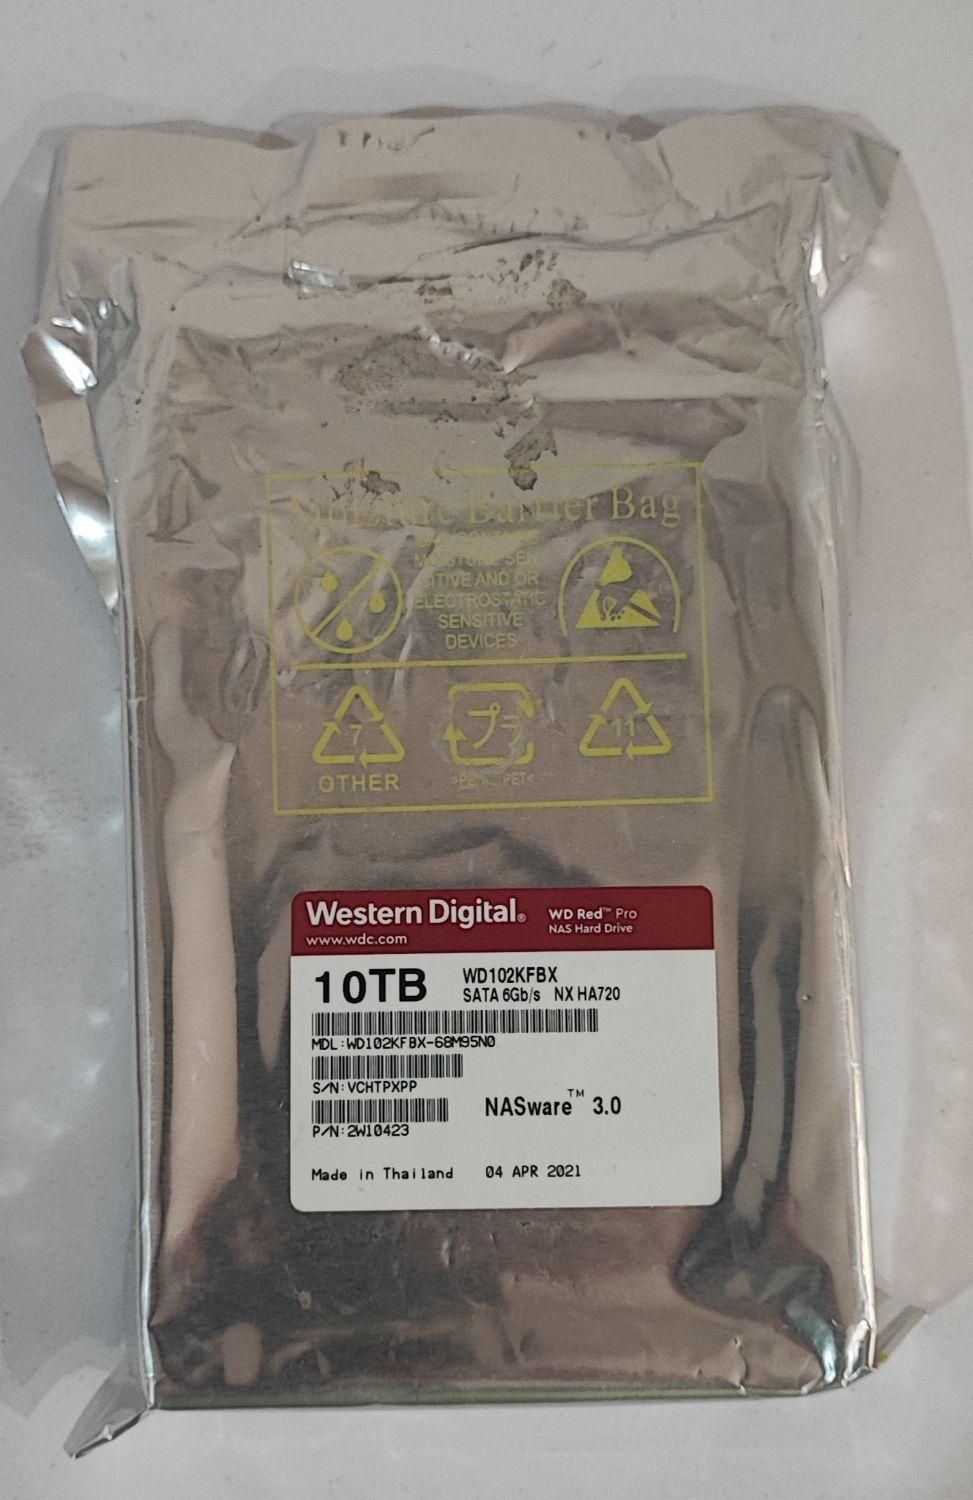 Moisture Barrier Bag
MOISTURE SEN
SITIVE AND OR
ELECTROSTATIC
SENSITIVE
DEVICES
7
プラ
11
OTHER
Western Digital® WD Red™ Pro
www.wdc.com NAS Hard Drive
10TB WD102KFBX
SATA 6Gb/s NX HA720
MDL:WD102KFBX-68M95N0
S/N:VCHTPXPP
NASware™ 3.0
P/N:2W10423
Made in Thailand 04 APR 2021